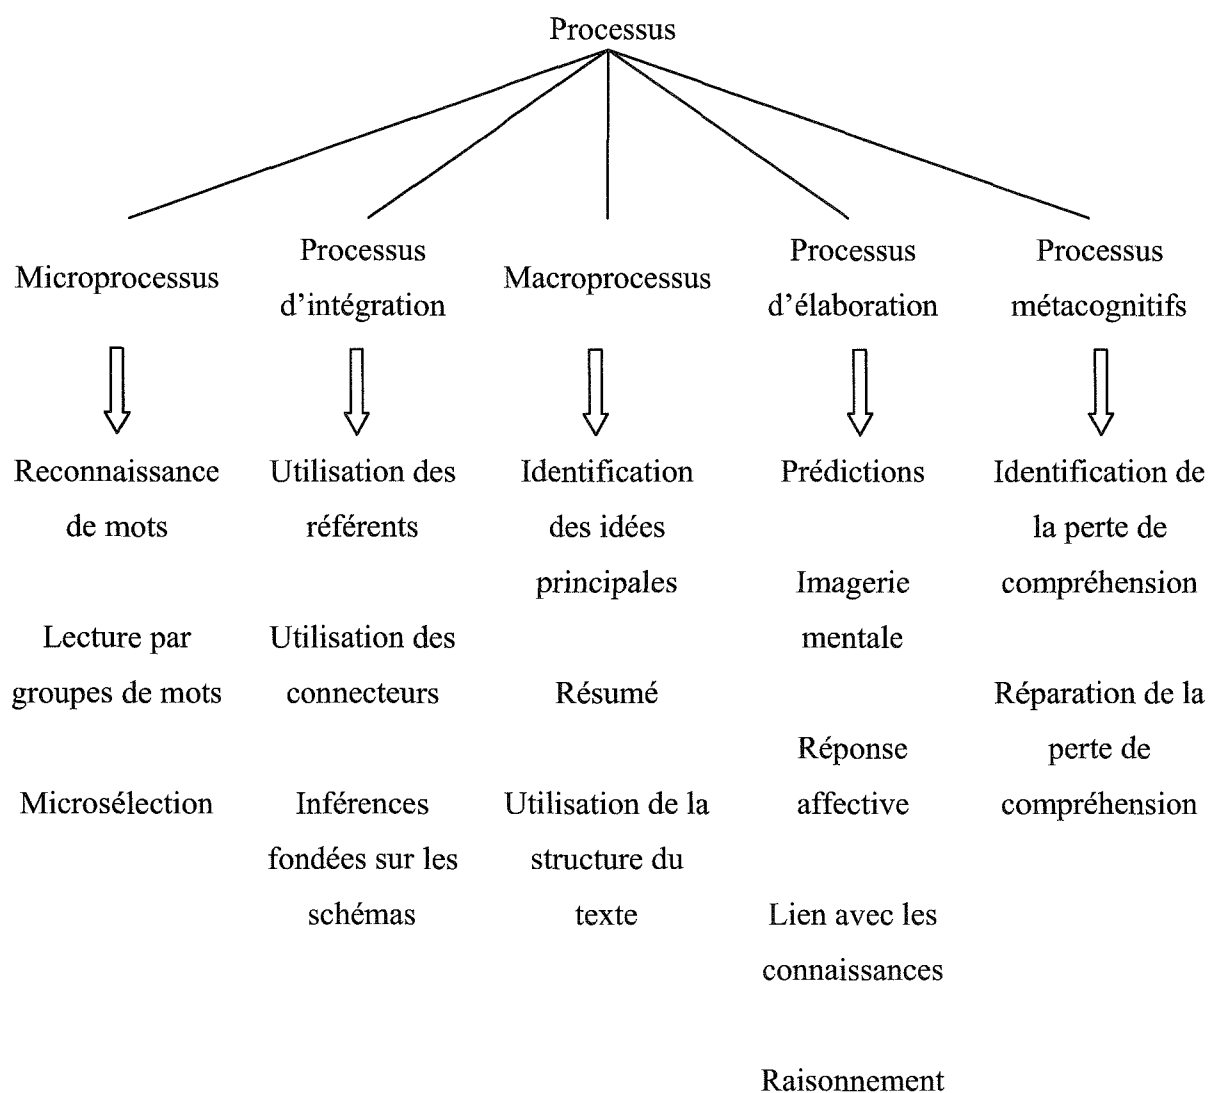 Processus
Microprocessus
Processus
d'intégration
Macroprocessus
Processus
d'élaboration
Processus
métacognitifs
Reconnaissance
de mots
Lecture par
groupes de mots
Microsélection
Utilisation des
référents
Utilisation des
connecteurs
Inférences
fondées sur les
schémas
Identification
des idées
principales
Résumé
Utilisation de la
structure du
texte
Prédictions
Imagerie
mentale
Réponse
affective
Lien avec les
connaissances
Raisonnement
Identification de
la perte de
compréhension
Réparation de la
perte de
compréhension